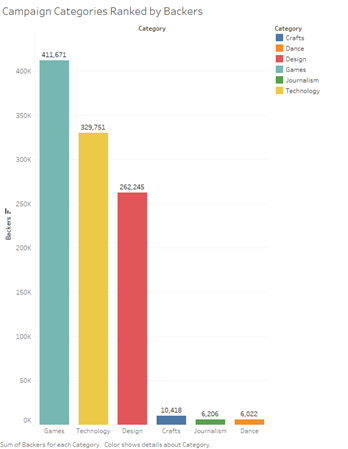 Campaign Categories Ranked by Backers
Category
Category
Crafts
Dance
Design
Games
Journalism
Technology
411,671
329,751
262,245
10,418
6,206
6,022
400K
350K
300K
250K
200K
150K
100K
50K
0K
Backers
Games
Technology
Design
Crafts
Journalism
Dance
Sum of Backers for each Category. Color shows details about Category.